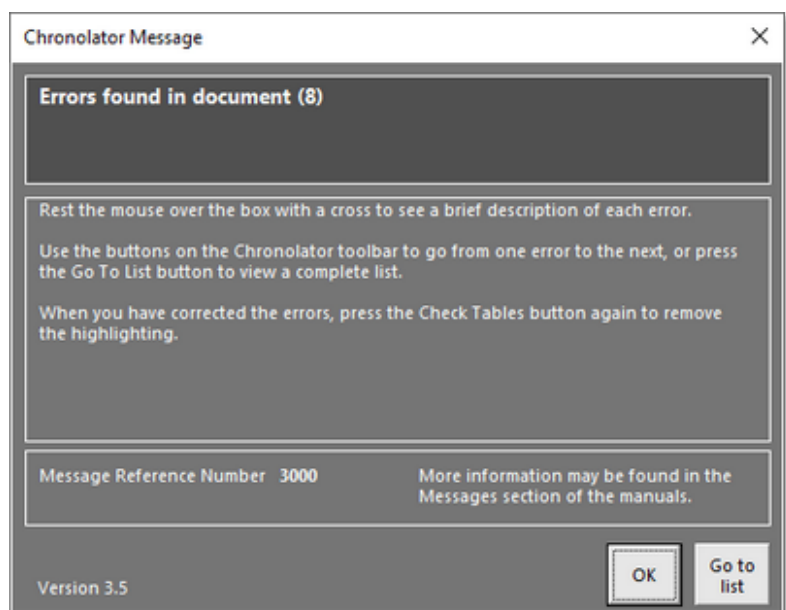 Chronolator Message
Errors found in document (8)
Rest the mouse over the box with a cross to see a brief description of each error.
Use the buttons on the Chronolator toolbar to go from one error to the next, or press
the Go To List button to view a complete list.
When you have corrected the errors, press the Check Tables button again to remove
the highlighting.
Message Reference Number 3000
More information may be found in the
Messages section of the manuals.
Version 3.5
OK
Go to
list